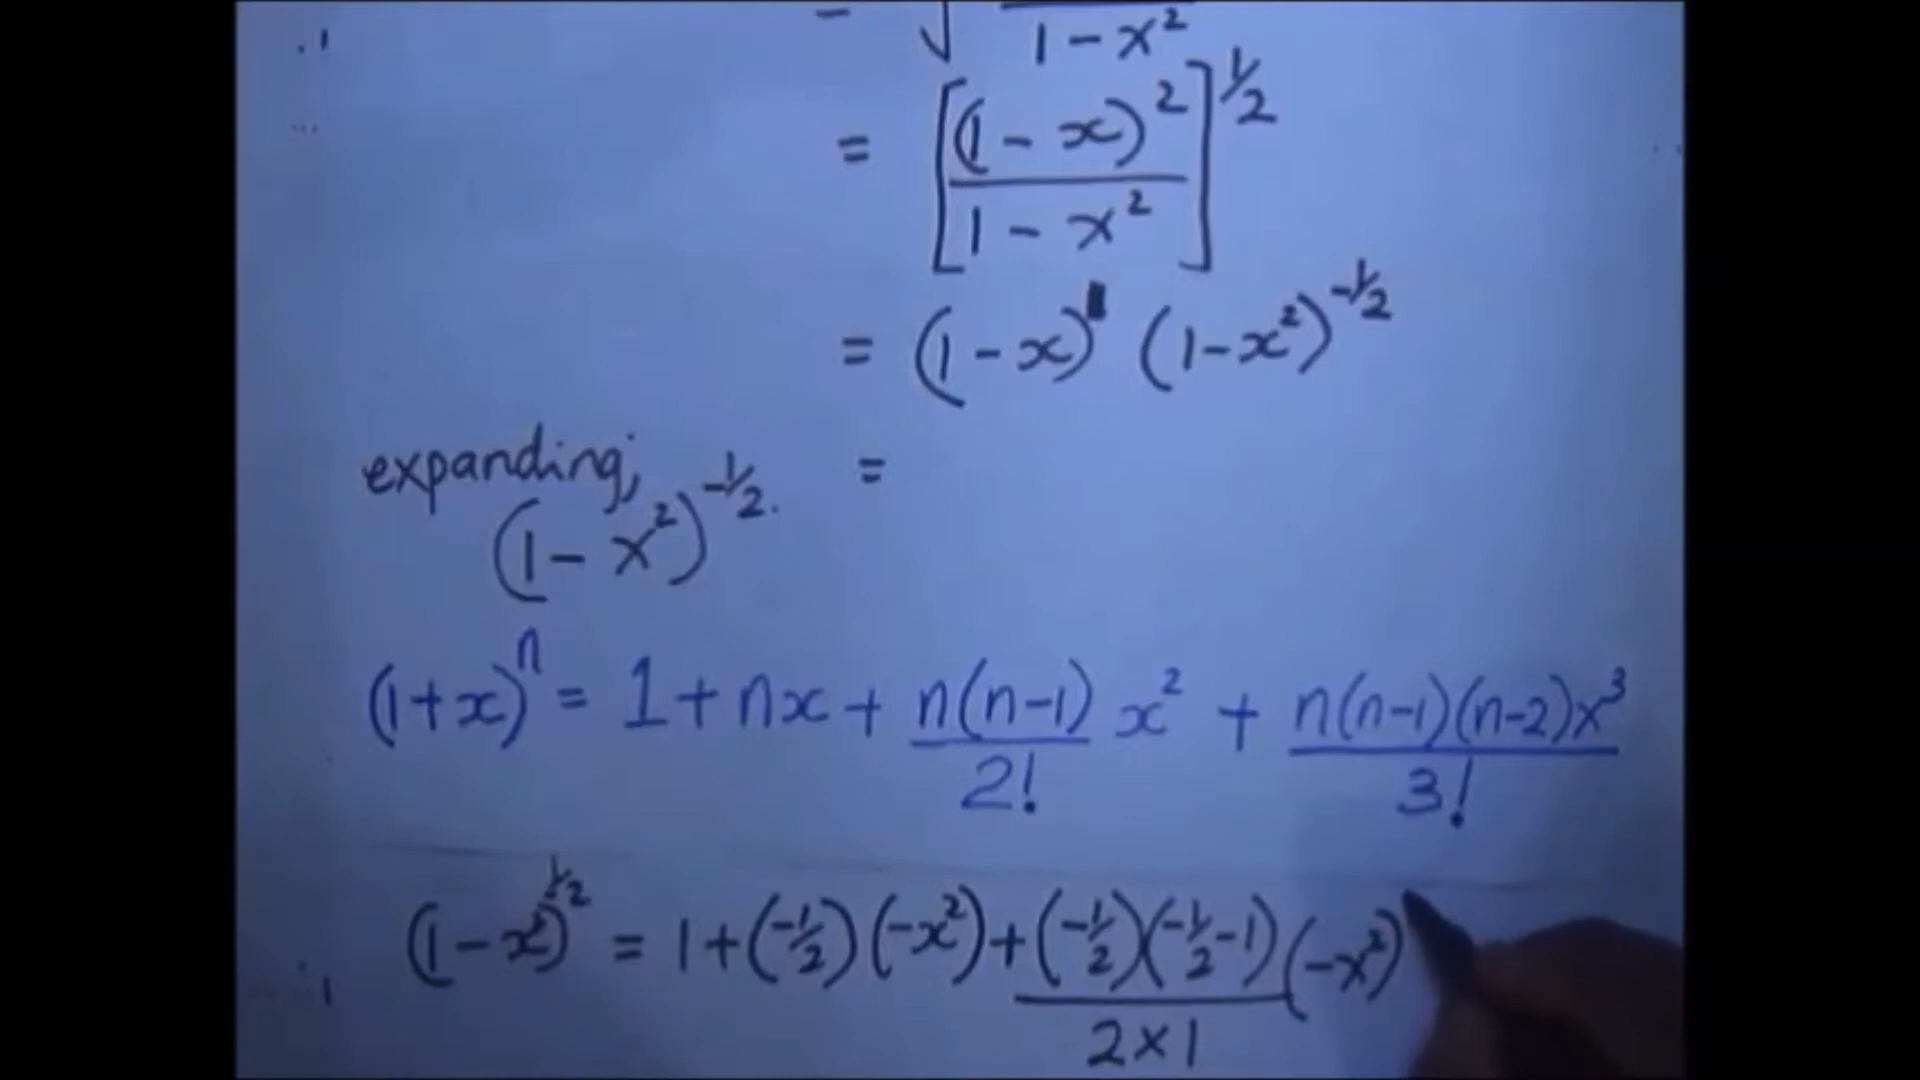 = √ 1 - x²
= [(1 - x)² / 1 - x²]^½
= (1 - x) (1 - x²)^-½
expanding; =
(1 - x²)^-½.
(1+x)ⁿ = 1 + nx + n(n-1)/2! x² + n(n-1)(n-2)x³/3!
(1 - x²)^½ = 1 + (-½)(-x²) + (-½)(-½-1)/2×1 (-x²)